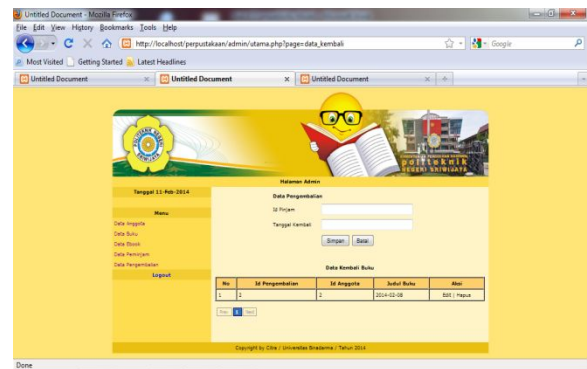 Untitled Document - Mozilla Firefox
File Edit View History Bookmarks Tools Help
http://localhost/perpustakaan/admin/utama.php?page=data_kembali
Google
Most Visited Getting Started Latest Headlines
Untitled Document Untitled Document Untitled Document
politeknik
NEGERI SRIWIJAYA
Halaman Admin
Tanggal 11-Feb-2014
Data Pengembalian
Id Pinjam
Menu
Tanggal Kembali
Data Anggota
Data Buku
Simpan Batal
Data Ebook
Data Peminjam
Data Pengembalian
Data Kembali Buku
Logout
No Id Pengembalian Id Anggota Judul Buku Aksi
1 2 2 2014-02-08 Edit | Hapus
Prev 1 Next
Copyright by Citra / Universitas Binadarma / Tahun 2014
Done